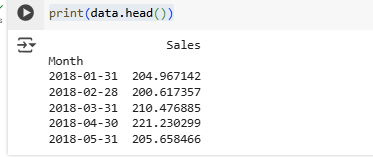 print(data.head())
Sales
Month
2018-01-31 204.967142
2018-02-28 200.617357
2018-03-31 210.476885
2018-04-30 221.230299
2018-05-31 205.658466